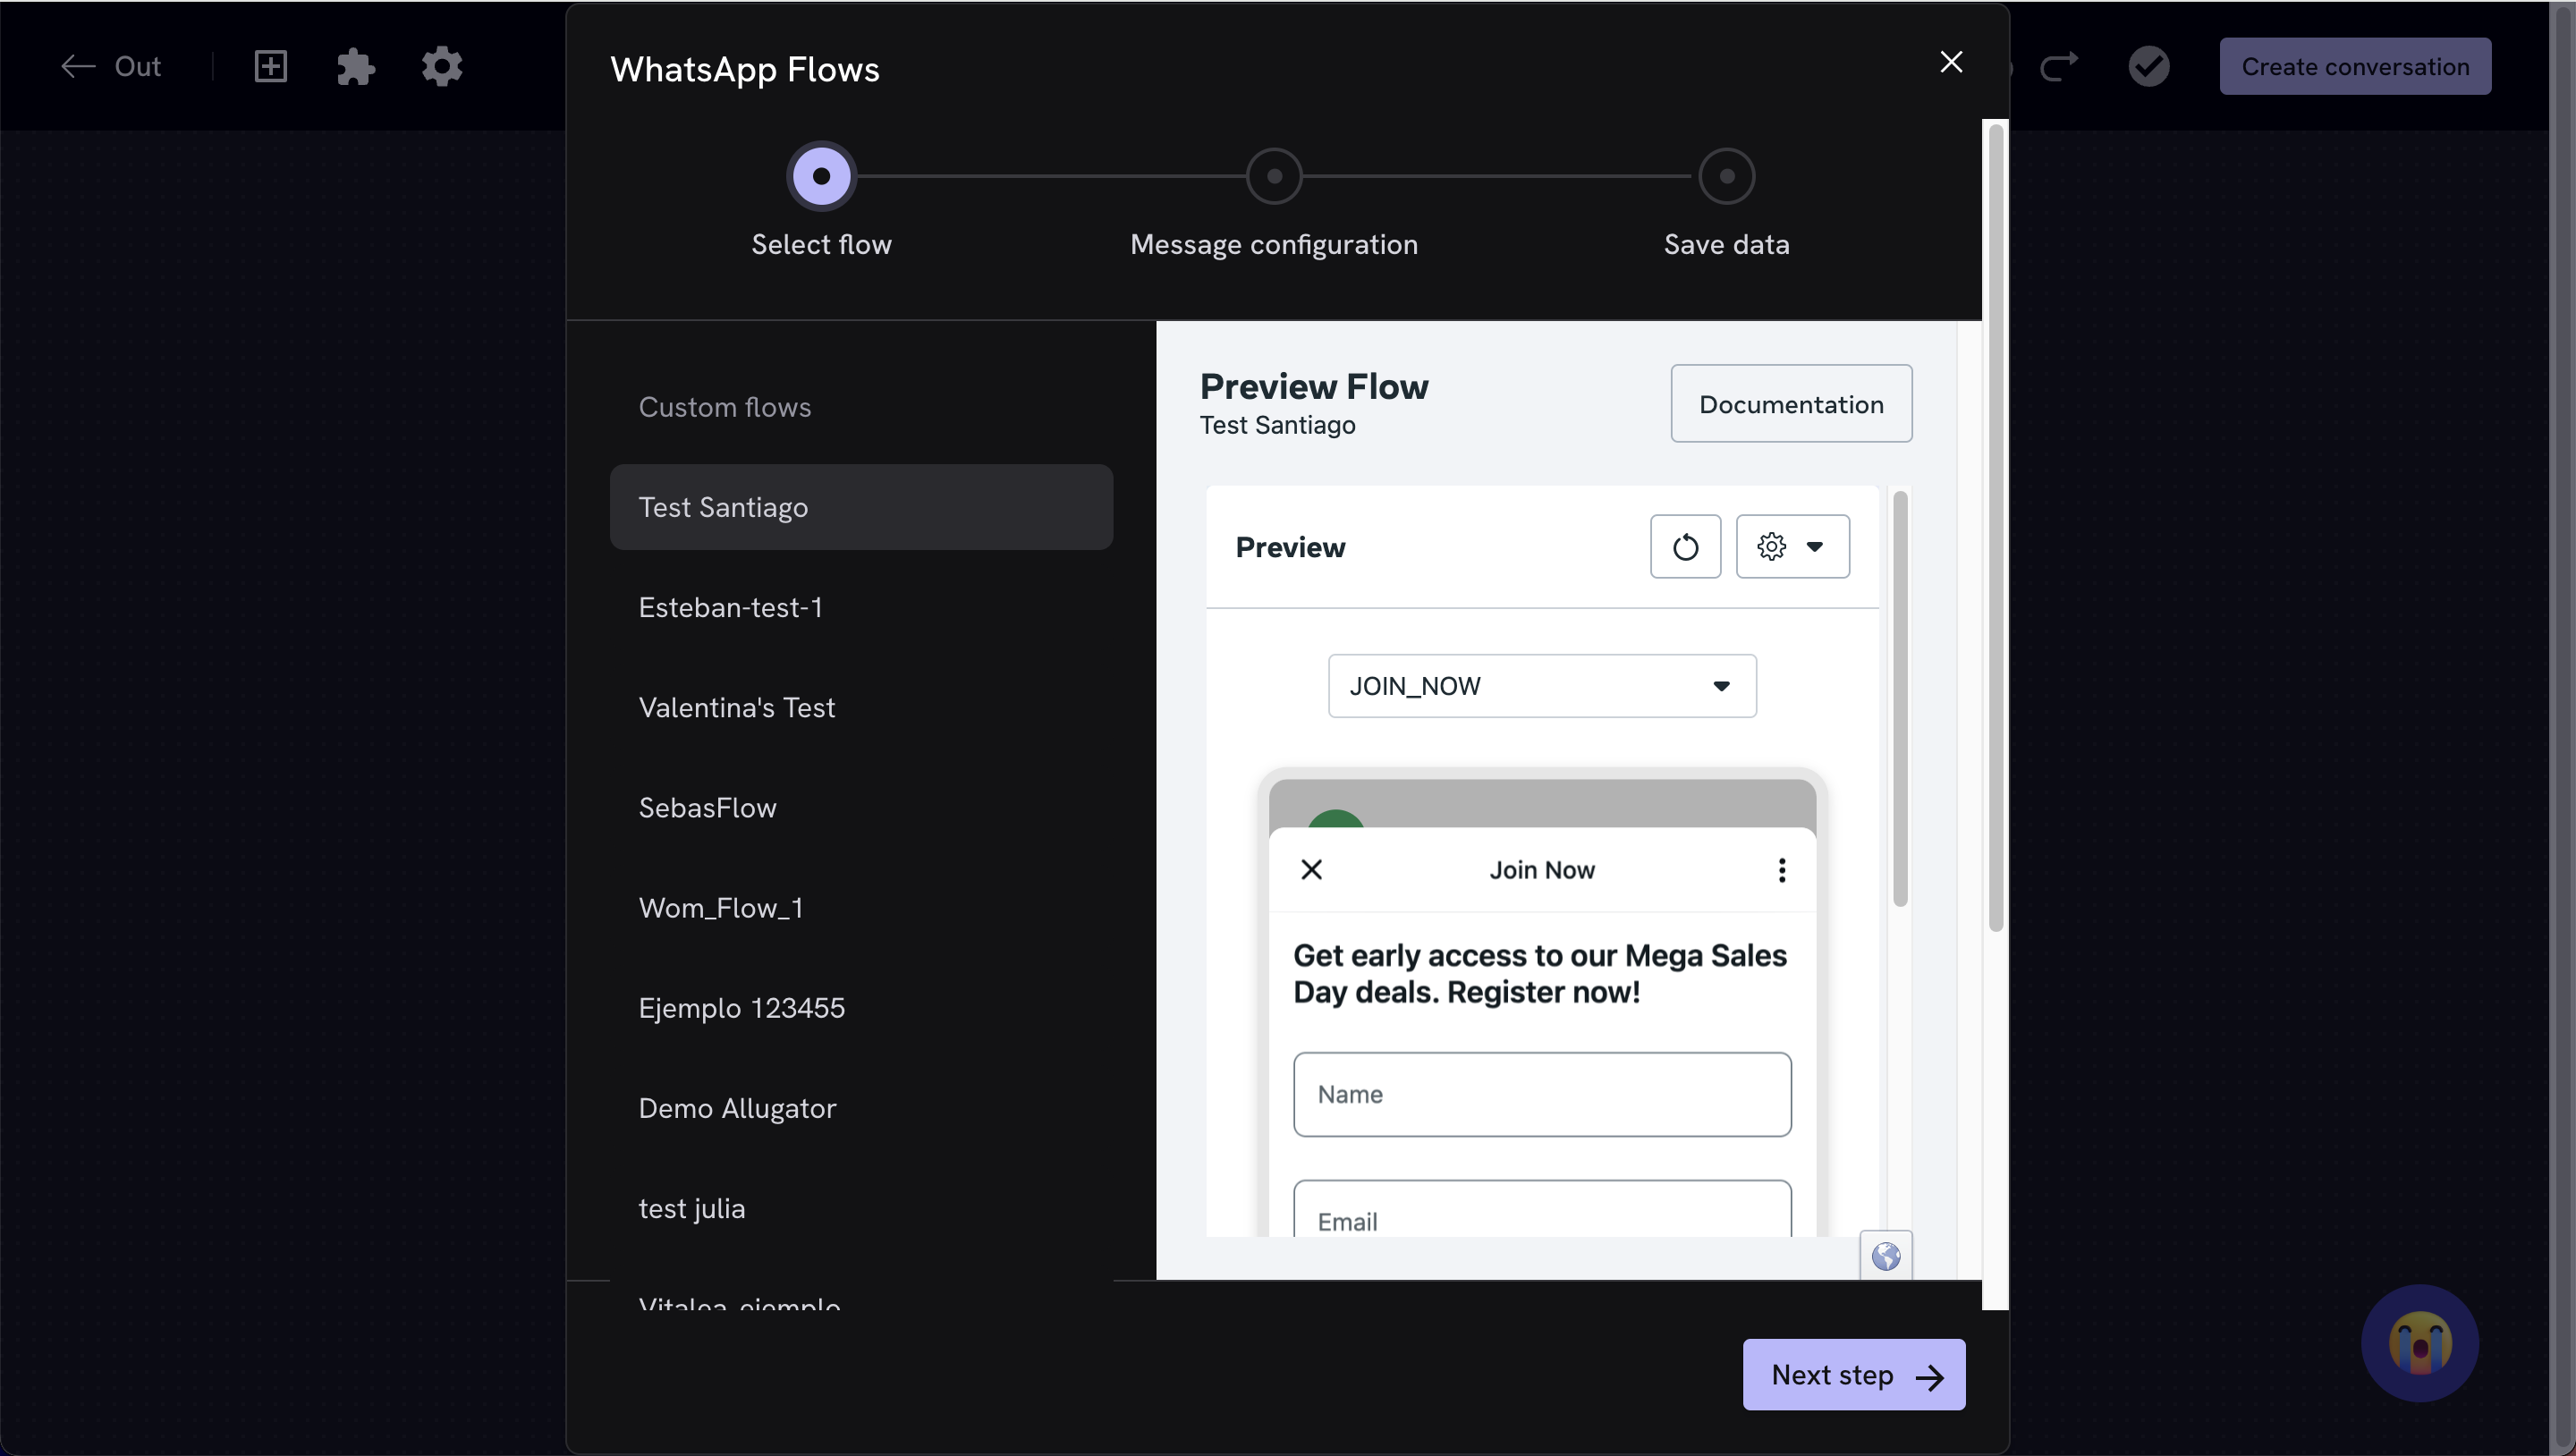 Out
Create conversation
WhatsApp Flows
Select flow
Message configuration
Save data
Custom flows
Test Santiago
Esteban-test-1
Valentina's Test
SebasFlow
Wom_Flow_1
Ejemplo 123455
Demo Allugator
test julia
Preview Flow
Test Santiago
Documentation
Preview
JOIN_NOW
Join Now
Get early access to our Mega Sales
Day deals. Register now!
Name
Email
Next step